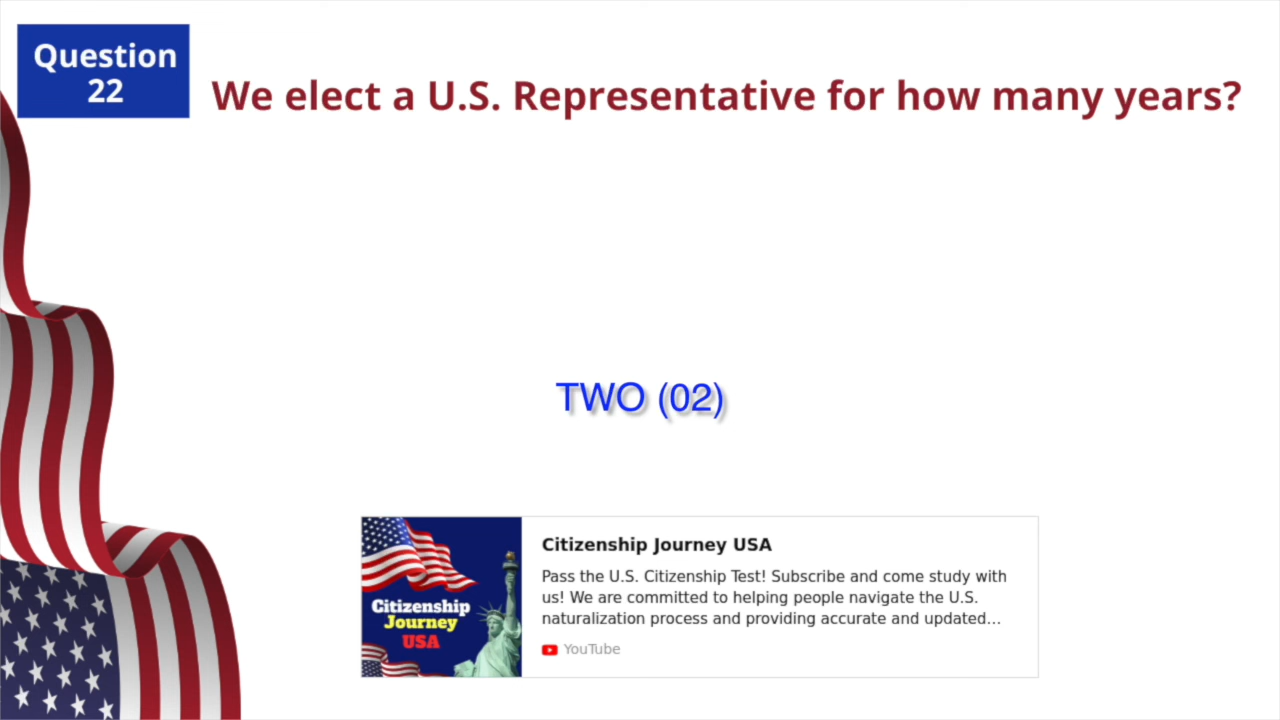 Question
22
We elect a U.S. Representative for how many years?
TWO (02)
Citizenship
Journey
USA
Citizenship Journey USA
Pass the U.S. Citizenship Test! Subscribe and come study with
us! We are committed to helping people navigate the U.S.
naturalization process and providing accurate and updated...
YouTube